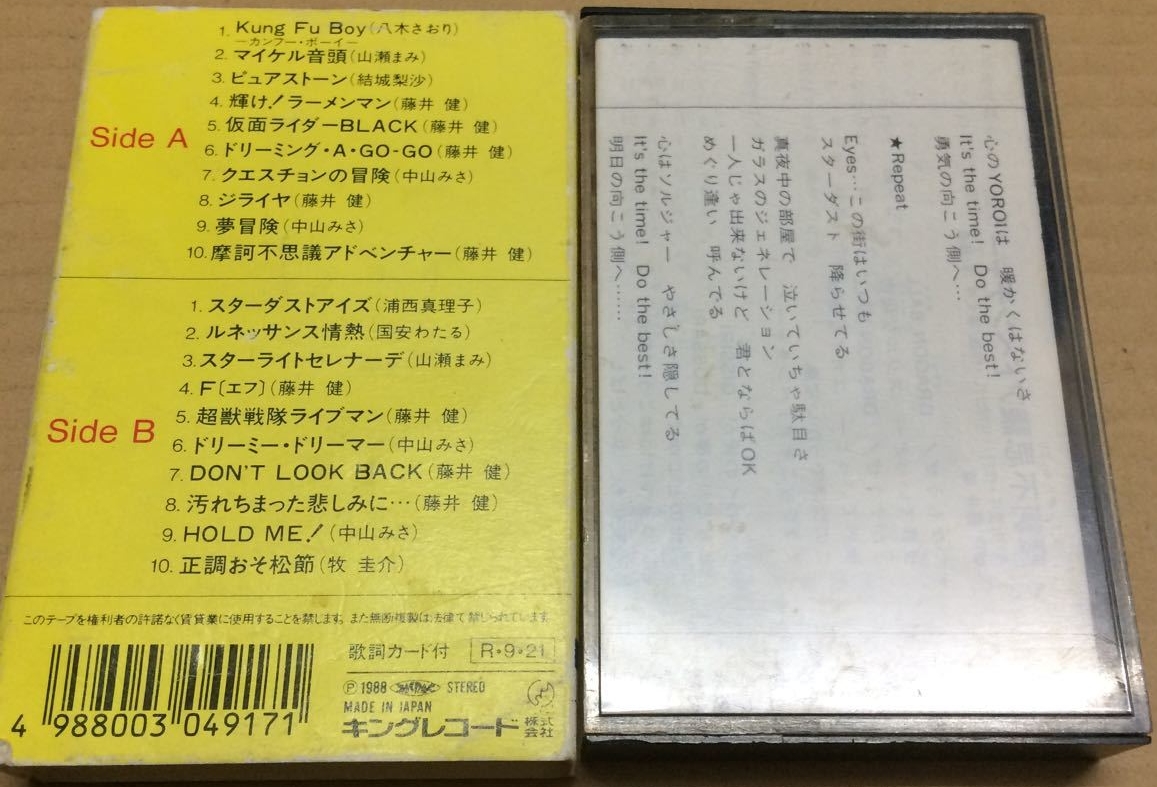 Side A
1. Kung Fu Boy(八木さおり)
ーカンフー・ボーイー
2. マイケル音頭(山瀬まみ)
3. ピュアストーン(結城梨沙)
4. 輝け!ラーメンマン(藤井 健)
5. 仮面ライダーBLACK(藤井 健)
6. ドリーミング・A・GO-GO(藤井 健)
7. クエスチョンの冒険(中山みさ)
8. ジライヤ(藤井 健)
9. 夢冒険(中山みさ)
10. 摩訶不思議アドベンチャー(藤井 健)
Side B
1. スターダストアイズ(浦西真理子)
2. ルネッサンス情熱(国安わたる)
3. スターライトセレナーデ(山瀬まみ)
4. F〔エフ〕(藤井 健)
5. 超獣戦隊ライブマン(藤井 健)
6. ドリーミー・ドリーマー(中山みさ)
7. DON'T LOOK BACK(藤井 健)
8. 汚れちまった悲しみに…(藤井 健)
9. HOLD ME!(中山みさ)
10. 正調おそ松節(牧 圭介)
このテープを権利者の許諾なく賃貸業に使用することを禁じます。また無断複製は法律で禁じられています。
歌詞カード付 R・9・21
Ⓟ 1988 STEREO
MADE IN JAPAN
キングレコード株式会社
4 988003 049171
心のYOROIは 暖かくはないさ
It's the time! Do the best!
勇気の向こう側へ…
★Repeat
Eyes…この街はいつも
スターダスト 降らせてる
真夜中の部屋で 泣いていちゃ駄目さ
ガラスのジェネレーション
一人じゃ出来ないけど 君とならばOK
めぐり逢い 呼んでる
心はソルジャー やさしさ隠してる
It's the time! Do the best!
明日の向こう側へ……